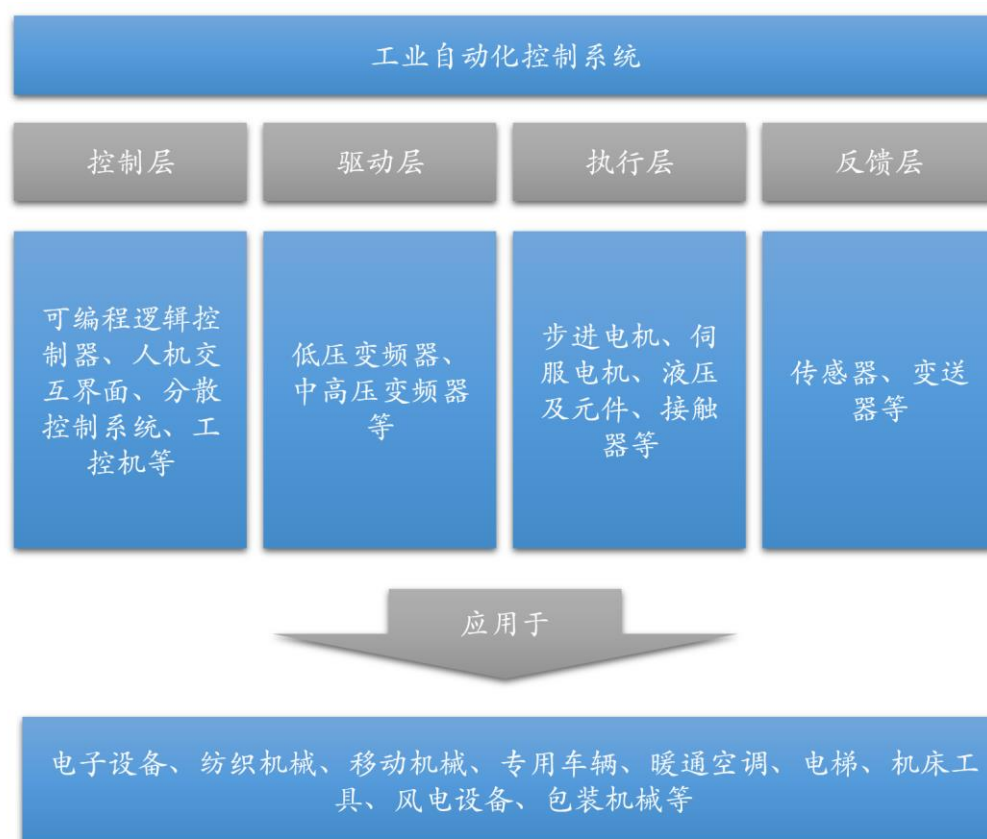 工业自动化控制系统
控制层
驱动层
执行层
反馈层
可编程逻辑控
制器、人机交
互界面、分散
控制系统、工
控机等
低压变频器、
中高压变频器
等
步进电机、伺
服电机、液压
及元件、接触
器等
传感器、变送
器等
应用于
电子设备、纺织机械、移动机械、专用车辆、暖通空调、电梯、机床工
具、风电设备、包装机械等